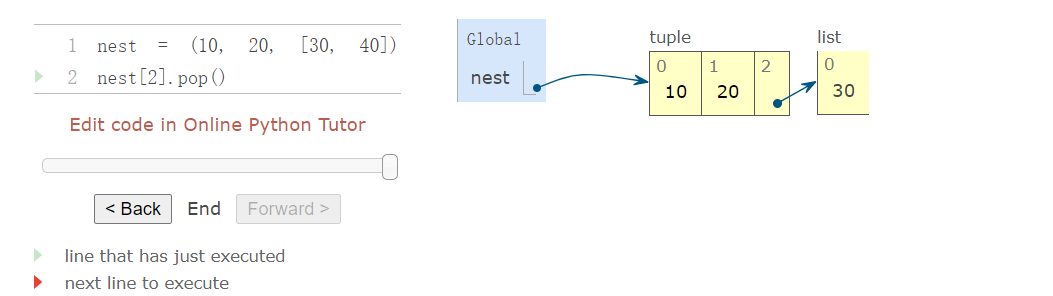 1 nest = (10, 20, [30, 40])
2 nest[2].pop()
Edit code in Online Python Tutor
< Back End Forward >
line that has just executed
next line to execute
Global
nest
tuple
0 1 2
10 20
list
0
30